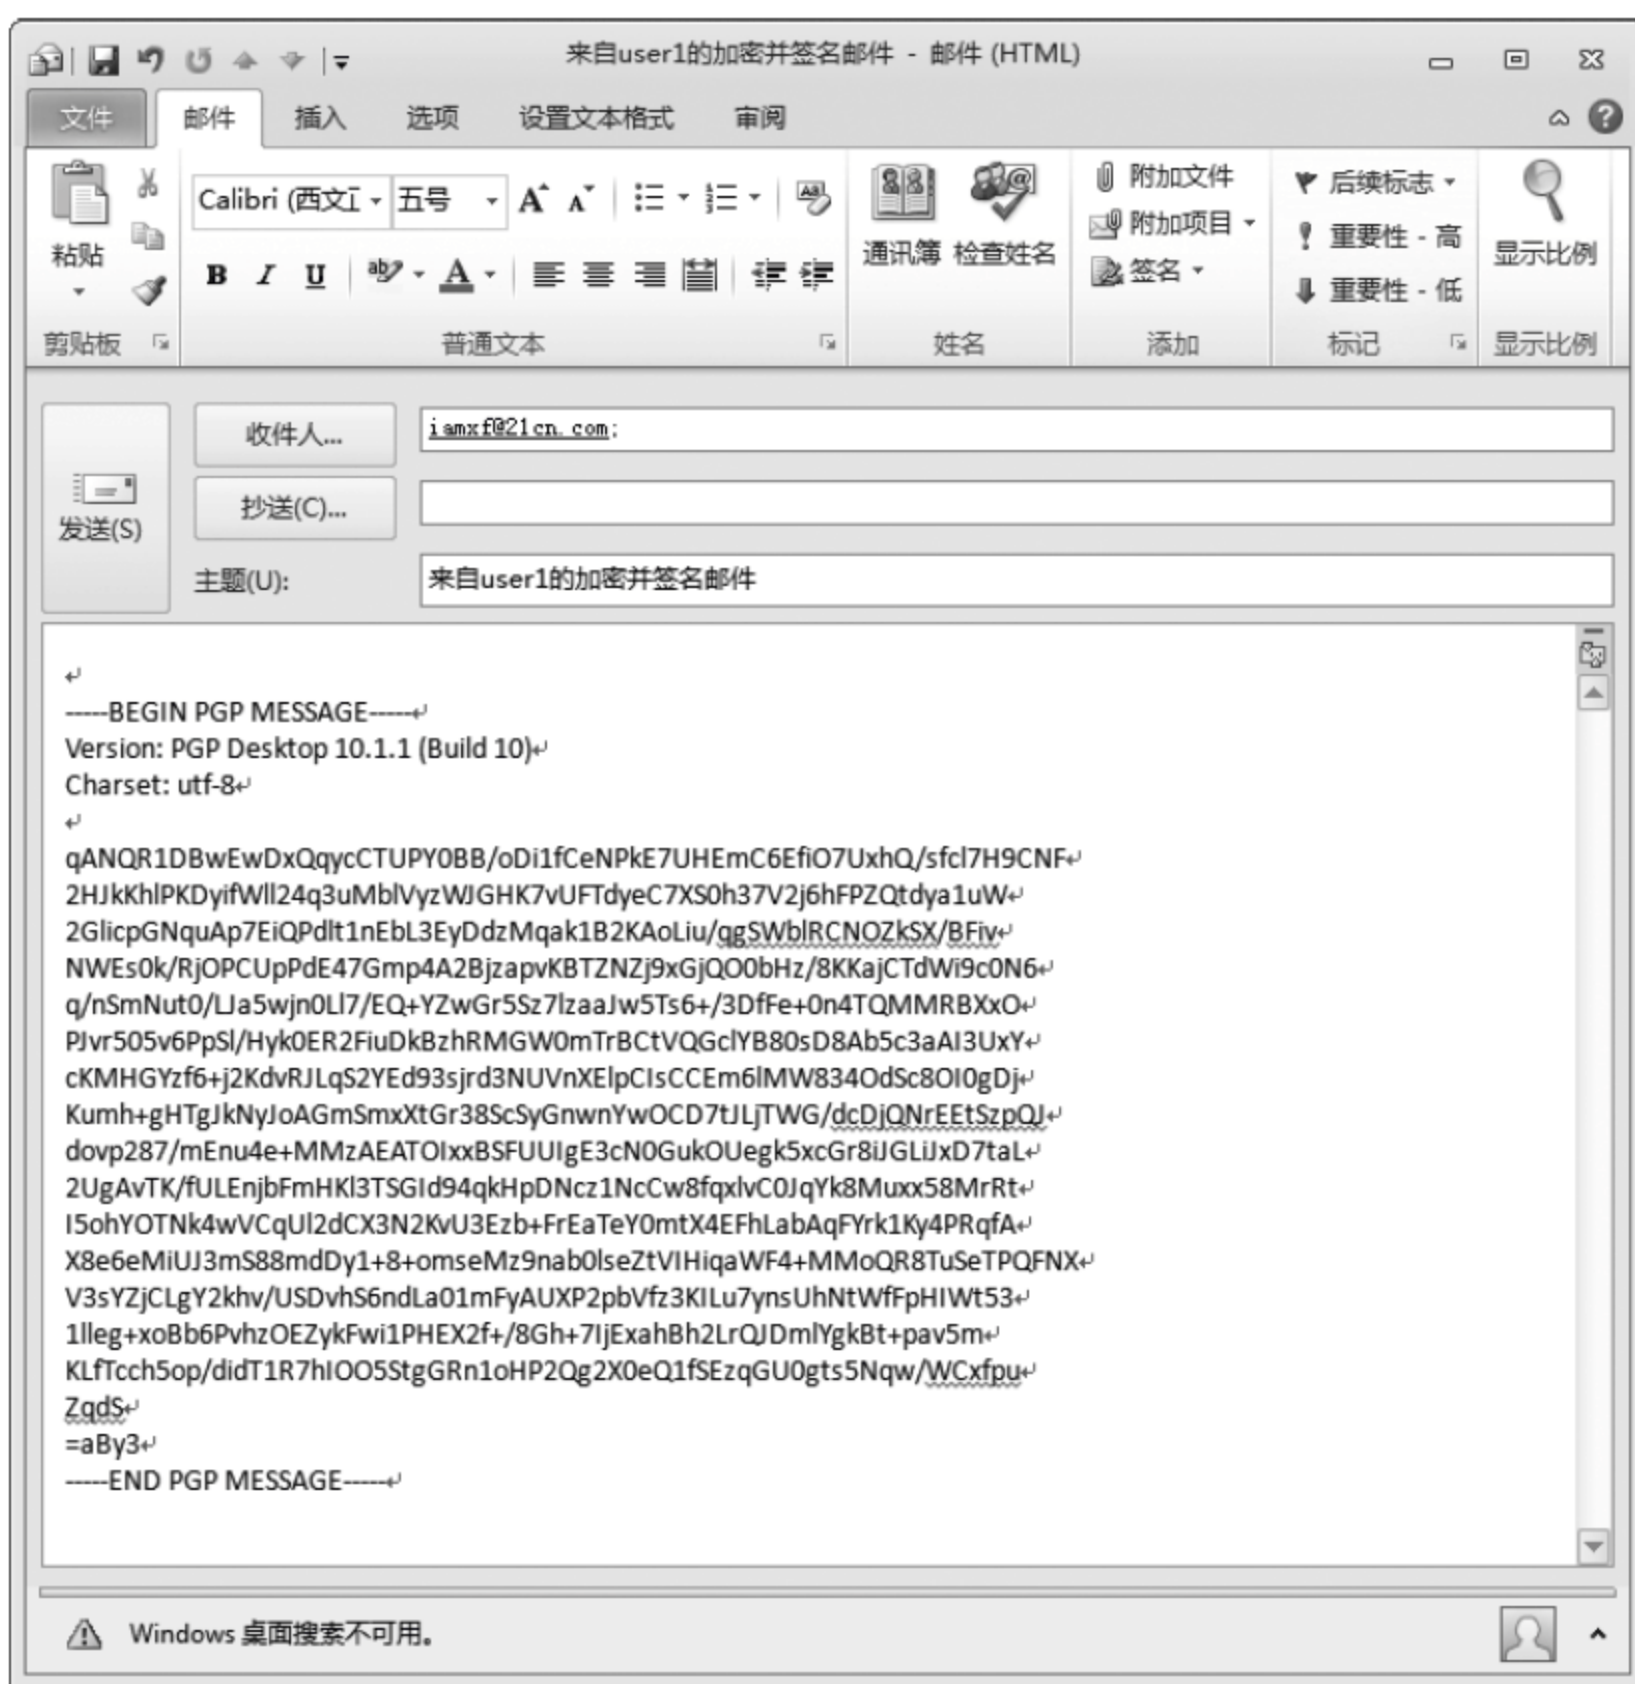 来自user1的加密并签名邮件 - 邮件 (HTML)
文件 邮件 插入 选项 设置文本格式 审阅
粘贴
剪贴板
Calibri (西文正 五号
普通文本
通讯簿 检查姓名
姓名
附加文件
附加项目
签名
添加
后续标志
重要性 - 高
重要性 - 低
标记
显示比例
显示比例
发送(S)
收件人... iamxf@21cn.com;
抄送(C)...
主题(U): 来自user1的加密并签名邮件
-----BEGIN PGP MESSAGE-----
Version: PGP Desktop 10.1.1 (Build 10)
Charset: utf-8
qANQR1DBwEwDxQqycCTUPY0BB/oDi1fCeNPkE7UHEmC6EfiO7UxhQ/sfcl7H9CNF
2HJkKhlPKDyifWll24q3uMblVyzWJGHK7vUFTdyeC7XS0h37V2j6hFPZQtdya1uW
2GlicpGNquAp7EiQPdlt1nEbL3EyDdzMqak1B2KAoLiu/qgSWblRCNOZkSX/BFiv
NWEs0k/RjOPCUpPdE47Gmp4A2BjzapvKBTZNZj9xGjQO0bHz/8KKajCTdWi9c0N6
q/nSmNut0/LJa5wjn0Ll7/EQ+YZwGr5Sz7lzaaJw5Ts6+/3DfFe+0n4TQMMRBXxO
PJvr505v6PpSl/Hyk0ER2FiuDkBzhRMGW0mTrBCtVQGclYB80sD8Ab5c3aAI3UxY
cKMHGYzf6+j2KdvRJLqS2YEd93sjrd3NUVnXElpCIsCCEm6lMW834OdSc8OI0gDj
Kumh+gHTgJkNyJoAGmSmxXtGr38ScSyGnwnYwOCD7tJLjTWG/dcDjQNrEEtSzpQJ
dovp287/mEnu4e+MMzAEATOIxxBSFUUIgE3cN0GukOUegk5xcGr8iJGLiJxD7taL
2UgAvTK/fULEnjbFmHKl3TSGId94qkHpDNcz1NcCw8fqxlvC0JqYk8Muxx58MrRt
I5ohYOTNk4wVCqUl2dCX3N2KvU3Ezb+FrEaTeY0mtX4EFhLabAqFYrk1Ky4PRqfA
X8e6eMiUJ3mS88mdDy1+8+omseMz9nab0lseZtVIHiqaWF4+MMoQR8TuSeTPQFNX
V3sYZjCLgY2khv/USDvhS6ndLa01mFyAUXP2pbVfz3KILu7ynsUhNtWfFpHIWt53
1lleg+xoBb6PvhzOEZykFwi1PHEX2f+/8Gh+7IjExahBh2LrQJDmlYgkBt+pav5m
KLfTcch5op/didT1R7hIOO5StgGRn1oHP2Qg2X0eQ1fSEzqGU0gts5Nqw/WCxfpu
ZqdS
=aBy3
-----END PGP MESSAGE-----
Windows 桌面搜索不可用。